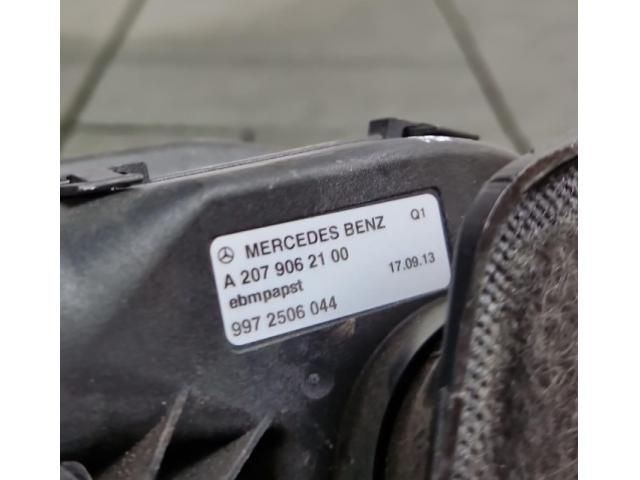 MERCEDES BENZ Q1
A 207 906 21 00
17.09.13
ebmpapst
997 2506 044